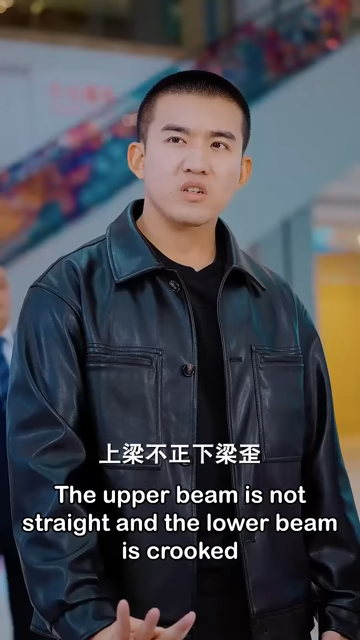 上梁不正下梁歪
The upper beam is not
straight and the lower beam
is crooked